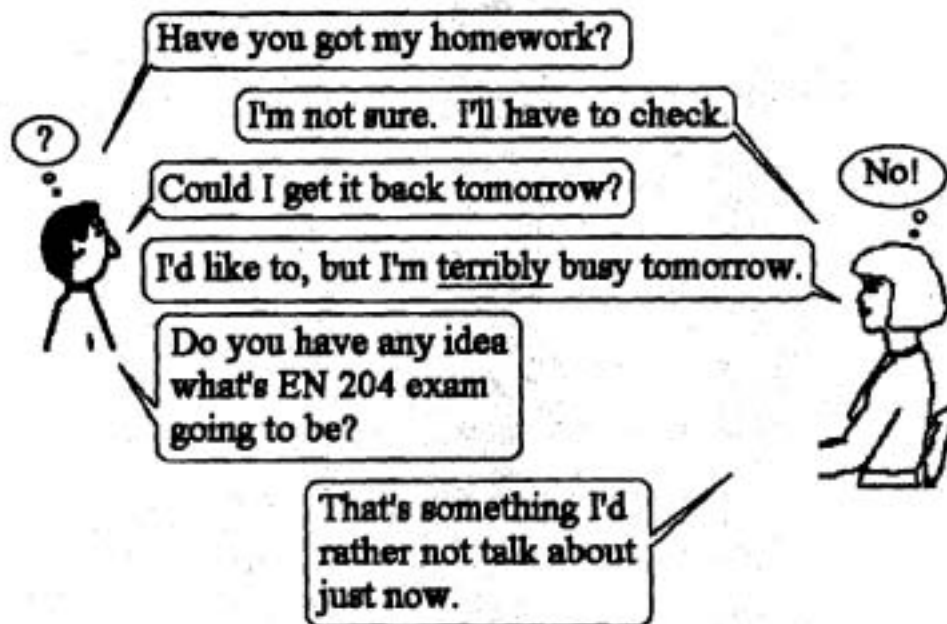 Have you got my homework?
I'm not sure. I'll have to check.
?
No!
Could I get it back tomorrow?
I'd like to, but I'm terribly busy tomorrow.
Do you have any idea
what's EN 204 exam
going to be?
That's something I'd
rather not talk about
just now.